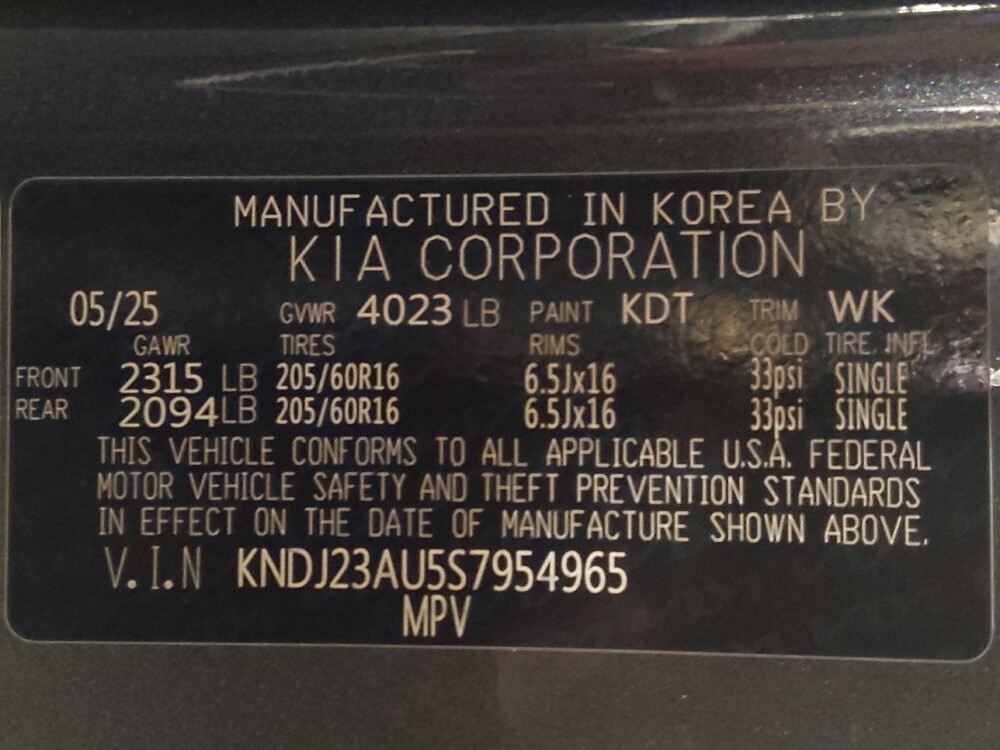 MANUFACTURED IN KOREA BY
KIA CORPORATION
05/25 GVWR 4023 LB PAINT KDT TRIM WK
GAWR TIRES RIMS COLD TIRE INFL
FRONT 2315 LB 205/60R16 6.5Jx16 33psi SINGLE
REAR 2094LB 205/60R16 6.5Jx16 33psi SINGLE
THIS VEHICLE CONFORMS TO ALL APPLICABLE U.S.A. FEDERAL
MOTOR VEHICLE SAFETY AND THEFT PREVENTION STANDARDS
IN EFFECT ON THE DATE OF MANUFACTURE SHOWN ABOVE.
V.I.N KNDJ23AU5S7954965
MPV